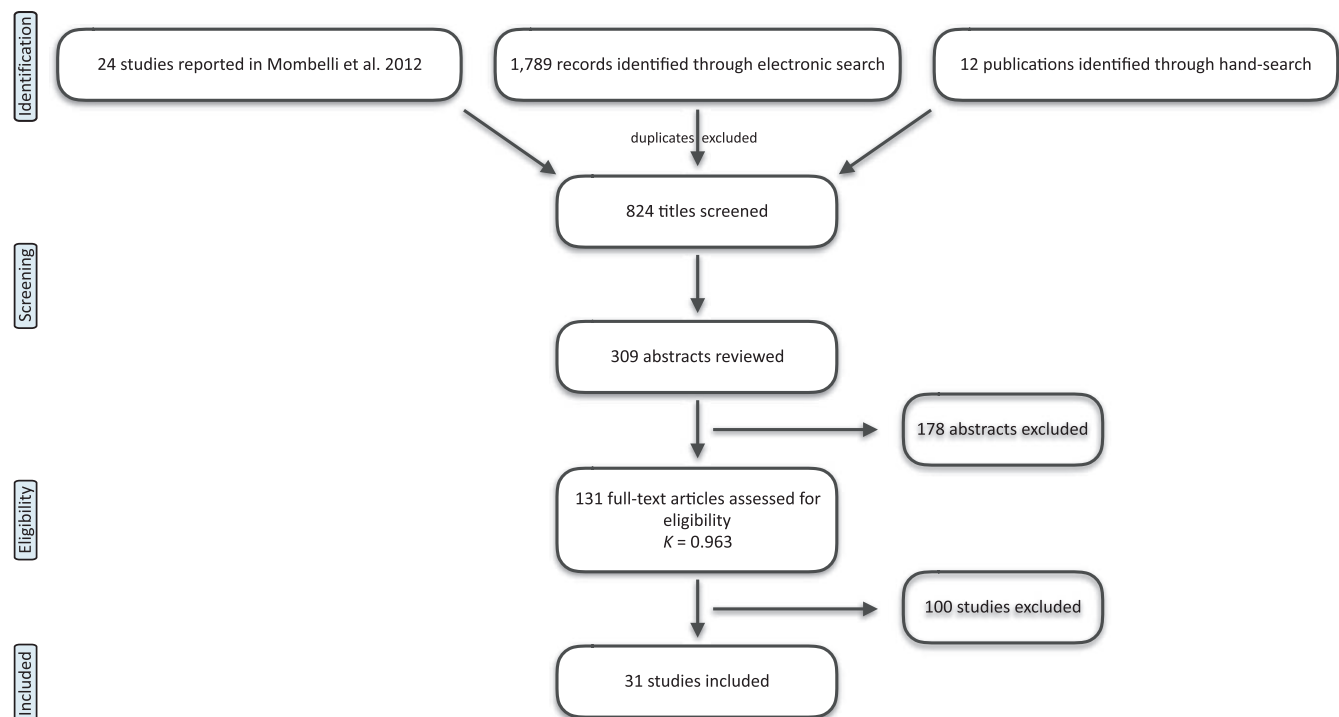 Identification
24 studies reported in Mombelli et al. 2012
1,789 records identified through electronic search
12 publications identified through hand-search
duplicates excluded
824 titles screened
Screening
309 abstracts reviewed
178 abstracts excluded
Eligibility
131 full-text articles assessed for
eligibility
K = 0.963
100 studies excluded
Included
31 studies included